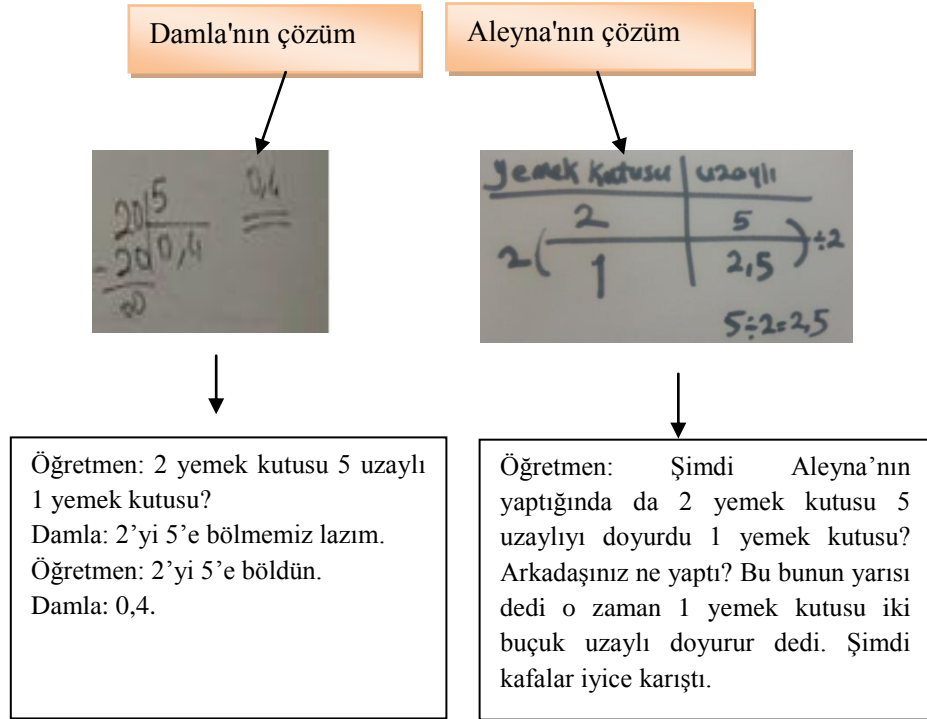 Damla'nın çözüm
Aleyna'nın çözüm
20 5
- 20 0,4
00
0,4
yemek kutusu uzaylı
2 5
2( ) ÷2
1 2,5
5÷2=2,5
Öğretmen: 2 yemek kutusu 5 uzaylı
1 yemek kutusu?
Damla: 2’yi 5’e bölmemiz lazım.
Öğretmen: 2’yi 5’e böldün.
Damla: 0,4.
Öğretmen: Şimdi Aleyna’nın
yaptığında da 2 yemek kutusu 5
uzaylıyı doyurdu 1 yemek kutusu?
Arkadaşınız ne yaptı? Bu bunun yarısı
dedi o zaman 1 yemek kutusu iki
buçuk uzaylı doyurur dedi. Şimdi
kafalar iyice karıştı.